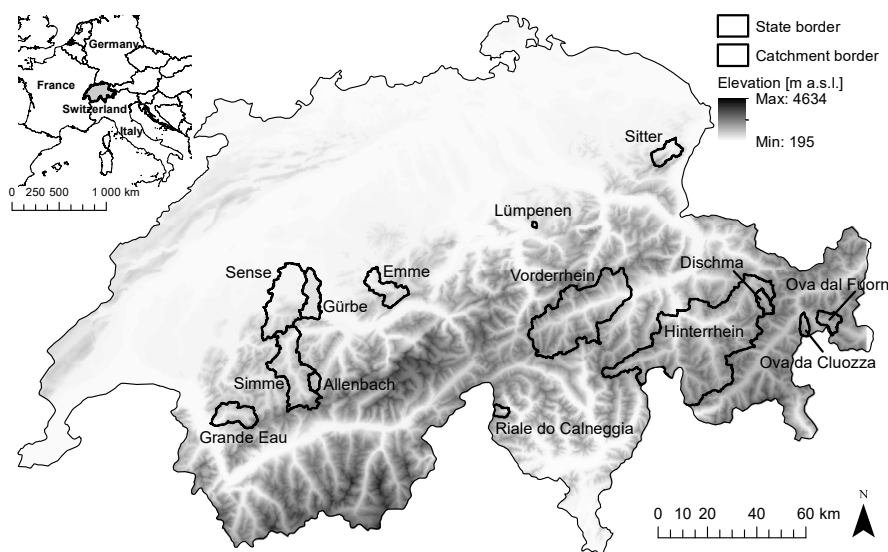 Germany
France
Switzerland
Italy
0 250 500 1 000 km
State border
Catchment border
Elevation [m a.s.l.]
Max: 4634
Min: 195
Sitter
Lümpenen
Sense
Emme
Gürbe
Vorderrhein
Dischma
Ova dal Fuorn
Hinterrhein
Ova da Cluozza
Simme
Allenbach
Grande Eau
Riale do Calneggia
N
0 10 20 40 60 km